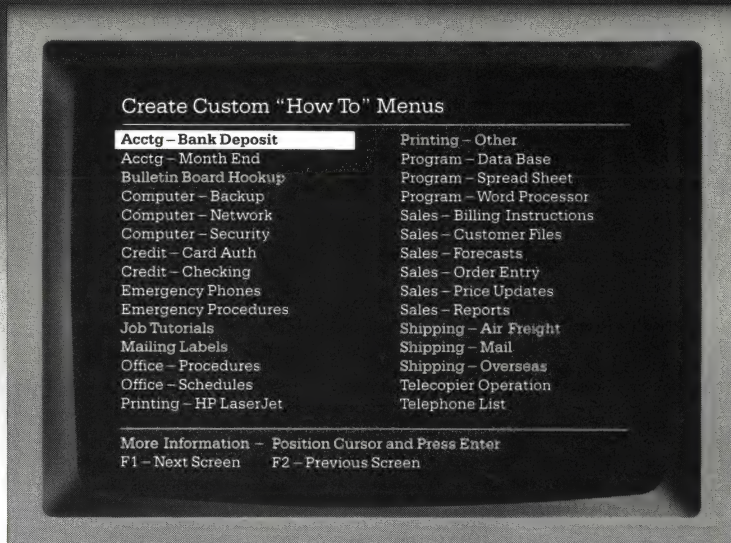 Create Custom “How To” Menus
Acctg – Bank Deposit
Acctg – Month End
Bulletin Board Hookup
Computer – Backup
Computer – Network
Computer – Security
Credit – Card Auth
Credit – Checking
Emergency Phones
Emergency Procedures
Job Tutorials
Mailing Labels
Office – Procedures
Office – Schedules
Printing – HP LaserJet
Printing – Other
Program – Data Base
Program – Spread Sheet
Program – Word Processor
Sales – Billing Instructions
Sales – Customer Files
Sales – Forecasts
Sales – Order Entry
Sales – Price Updates
Sales – Reports
Shipping – Air Freight
Shipping – Mail
Shipping – Overseas
Telecopier Operation
Telephone List
More Information – Position Cursor and Press Enter
F1 – Next Screen F2 – Previous Screen